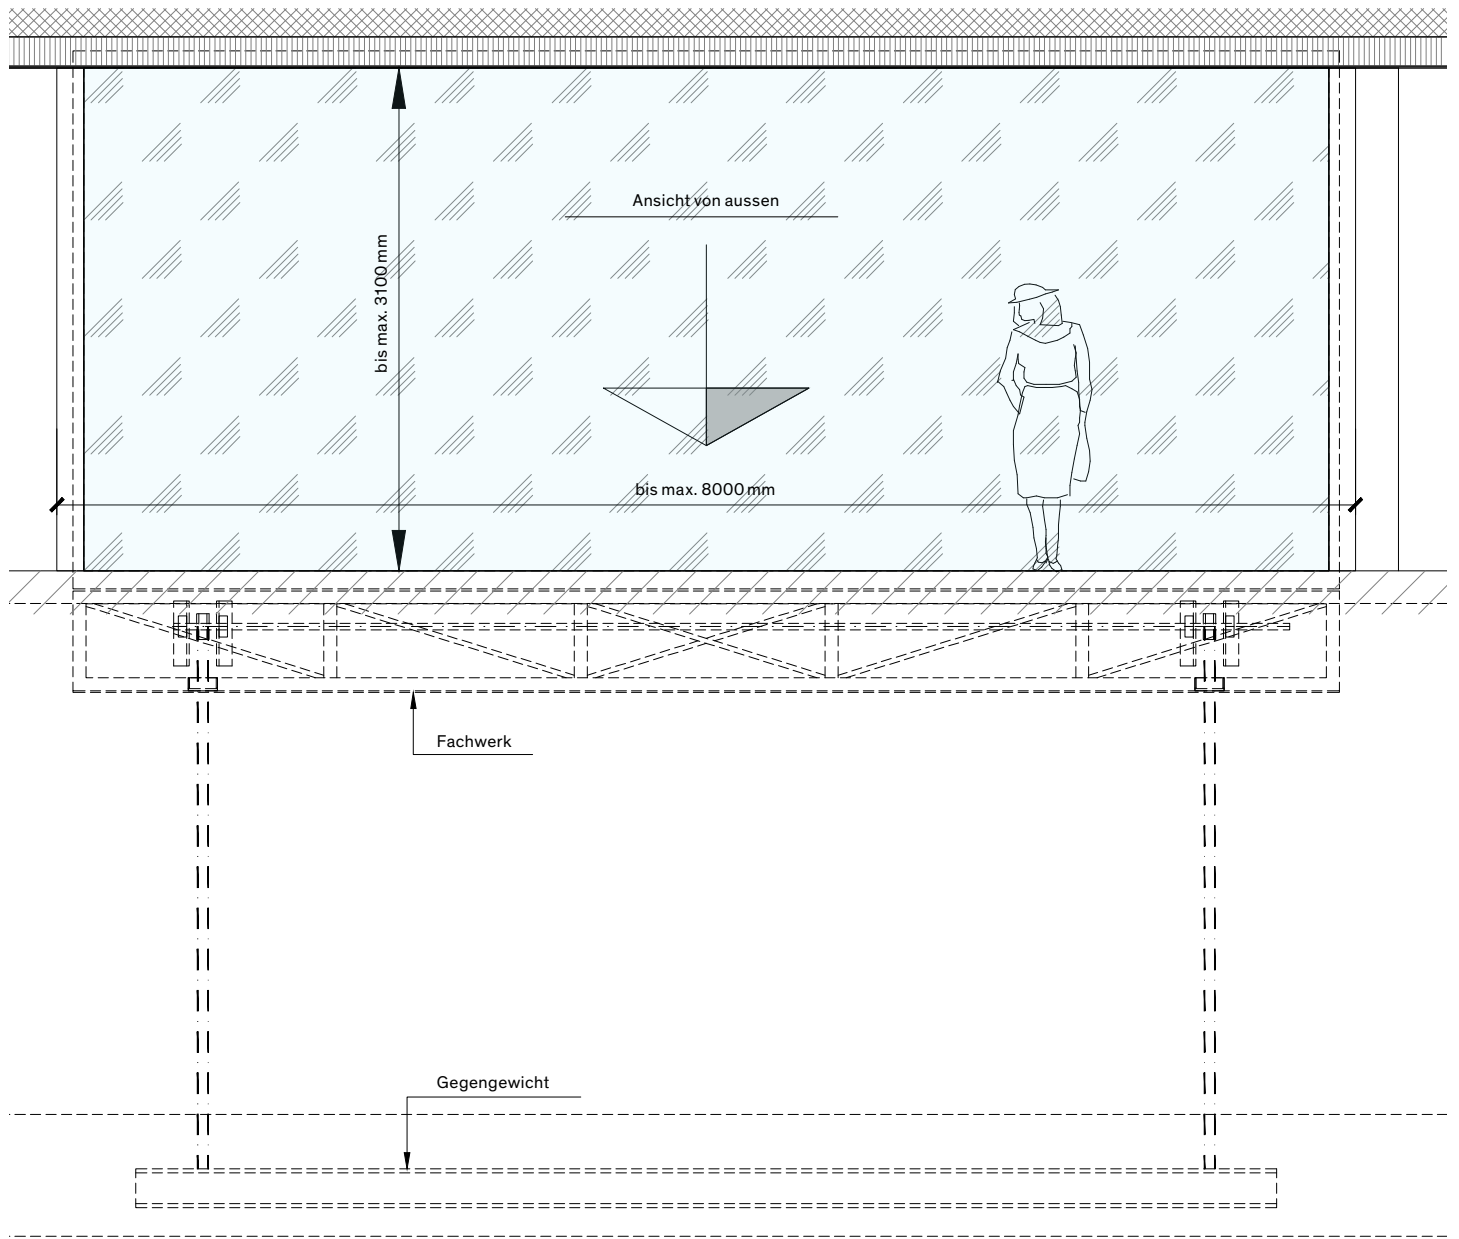 Ansicht von aussen
bis max. 3100 mm
bis max. 8000 mm
Fachwerk
Gegengewicht